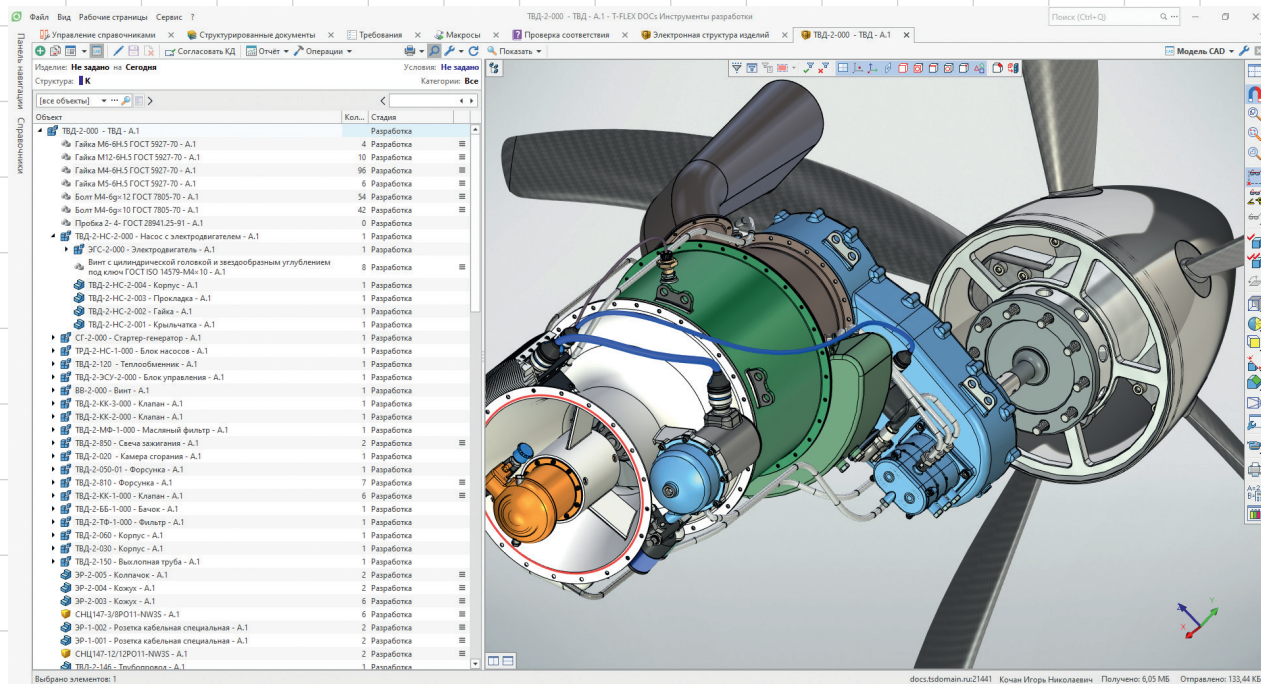 Файл Вид Рабочие страницы Сервис ?
ТВД-2-000 - ТВД - А.1 - T-FLEX DOCs Инструменты разработки
Поиск (Ctrl+Q)
Управление справочниками
Структурированные документы
Требования
Макросы
Проверка соответствия
Электронная структура изделий
ТВД-2-000 - ТВД - А.1
Панель навигации
Справочники
Согласовать КД
Отчёт
Операции
Показать
Модель CAD
Изделие: Не задано на Сегодня
Условия: Не задано
Структура: К
Категории: Все
[все объекты]
Объект Кол... Стадия
ТВД-2-000 - ТВД - А.1 Разработка
Гайка М6-6Н.5 ГОСТ 5927-70 - А.1 4 Разработка
Гайка М12-6Н.5 ГОСТ 5927-70 - А.1 10 Разработка
Гайка М4-6Н.5 ГОСТ 5927-70 - А.1 96 Разработка
Гайка М5-6Н.5 ГОСТ 5927-70 - А.1 6 Разработка
Болт М4-6g×12 ГОСТ 7805-70 - А.1 54 Разработка
Болт М4-6g×10 ГОСТ 7805-70 - А.1 42 Разработка
Пробка 2- 4- ГОСТ 28941.25-91 - А.1 0 Разработка
ТВД-2-НС-2-000 - Насос с электродвигателем - А.1 1 Разработка
ЭГС-2-000 - Электродвигатель - А.1 1 Разработка
Винт с цилиндрической головкой и звездообразным углублением
под ключ ГОСТ ISO 14579-М4×10 - А.1 8 Разработка
ТВД-2-НС-2-004 - Корпус - А.1 1 Разработка
ТВД-2-НС-2-003 - Прокладка - А.1 1 Разработка
ТВД-2-НС-2-002 - Гайка - А.1 1 Разработка
ТВД-2-НС-2-001 - Крыльчатка - А.1 1 Разработка
СГ-2-000 - Стартер-генератор - А.1 1 Разработка
ТРД-2-НС-1-000 - Блок насосов - А.1 1 Разработка
ТВД-2-120 - Теплообменник - А.1 1 Разработка
ТВД-2-ЭСУ-2-000 - Блок управления - А.1 1 Разработка
ВВ-2-000 - Винт - А.1 1 Разработка
ТВД-2-КК-3-000 - Клапан - А.1 1 Разработка
ТВД-2-КК-2-000 - Клапан - А.1 1 Разработка
ТВД-2-МФ-1-000 - Масляный фильтр - А.1 1 Разработка
ТВД-2-850 - Свеча зажигания - А.1 2 Разработка
ТВД-2-020 - Камера сгорания - А.1 1 Разработка
ТВД-2-050-01 - Форсунка - А.1 1 Разработка
ТВД-2-810 - Форсунка - А.1 7 Разработка
ТВД-2-КК-1-000 - Клапан - А.1 6 Разработка
ТВД-2-ББ-1-000 - Бачок - А.1 1 Разработка
ТВД-2-ТФ-1-000 - Фильтр - А.1 1 Разработка
ТВД-2-060 - Корпус - А.1 1 Разработка
ТВД-2-030 - Корпус - А.1 1 Разработка
ТВД-2-150 - Выхлопная труба - А.1 1 Разработка
ЭР-2-005 - Колпачок - А.1 2 Разработка
ЭР-2-004 - Кожух - А.1 2 Разработка
ЭР-2-003 - Кожух - А.1 2 Разработка
СНЦ147-3/8РО11-NW3S - А.1 6 Разработка
ЭР-1-002 - Розетка кабельная специальная - А.1 2 Разработка
ЭР-1-001 - Розетка кабельная специальная - А.1 2 Разработка
СНЦ147-12/12РО11-NW3S - А.1 2 Разработка
ТВД-2-146 - Трубопровод - А.1 1 Разработка
X Y Z
Выбрано элементов: 1
docs.tsdomain.ru:21441 Кочан Игорь Николаевич Получено: 6,05 МБ Отправлено: 133,44 КБ